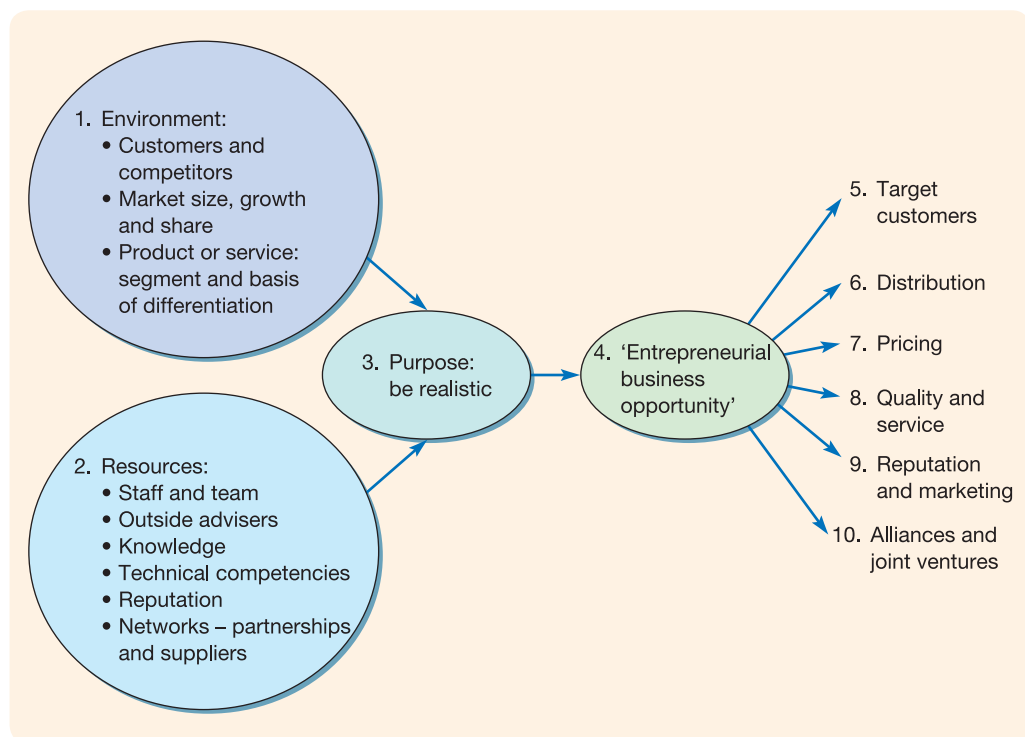 1. Environment:
• Customers and
competitors
• Market size, growth
and share
• Product or service:
segment and basis
of differentiation
2. Resources:
• Staff and team
• Outside advisers
• Knowledge
• Technical competencies
• Reputation
• Networks – partnerships
and suppliers
3. Purpose:
be realistic
4. ‘Entrepreneurial
business
opportunity’
5. Target
customers
6. Distribution
7. Pricing
8. Quality and
service
9. Reputation
and marketing
10. Alliances and
joint ventures